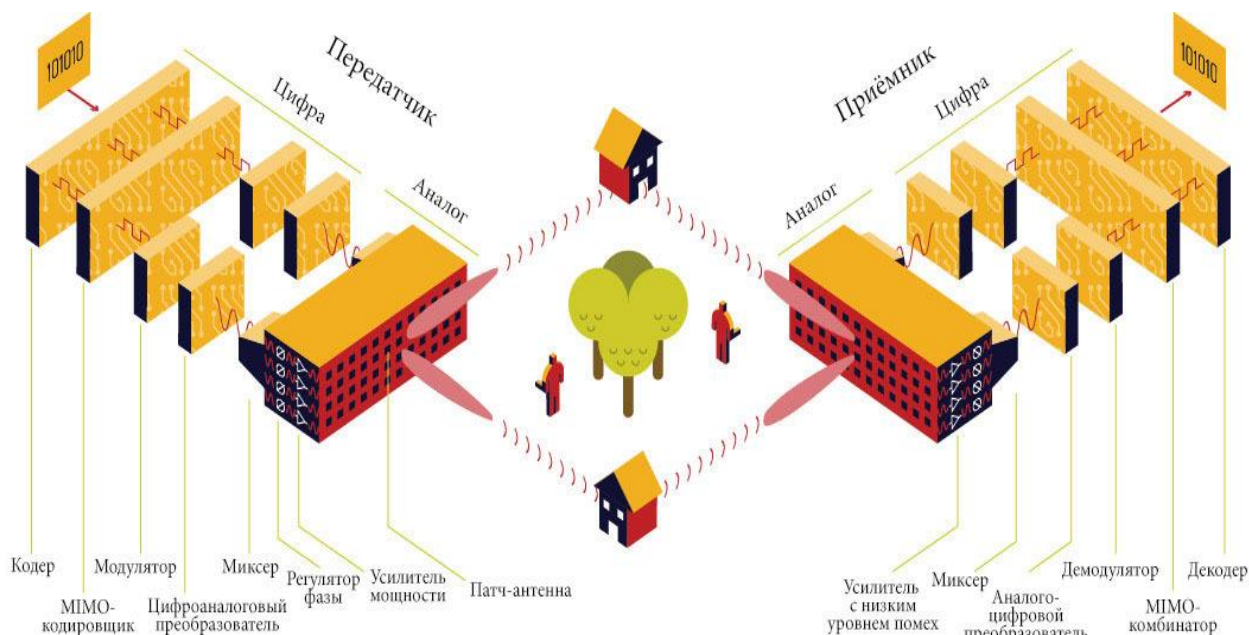 101010
Передатчик
Цифра
Аналог
Приёмник
Цифра
Аналог
101010
Кодер
MIMO-
кодировщик
Модулятор
Цифроаналоговый
преобразователь
Миксер
Регулятор
фазы
Усилитель
мощности
Патч-антенна
Усилитель
с низким
уровнем помех
Миксер
Аналого-
цифровой
преобразователь
Демодулятор
MIMO-
комбинатор
Декодер